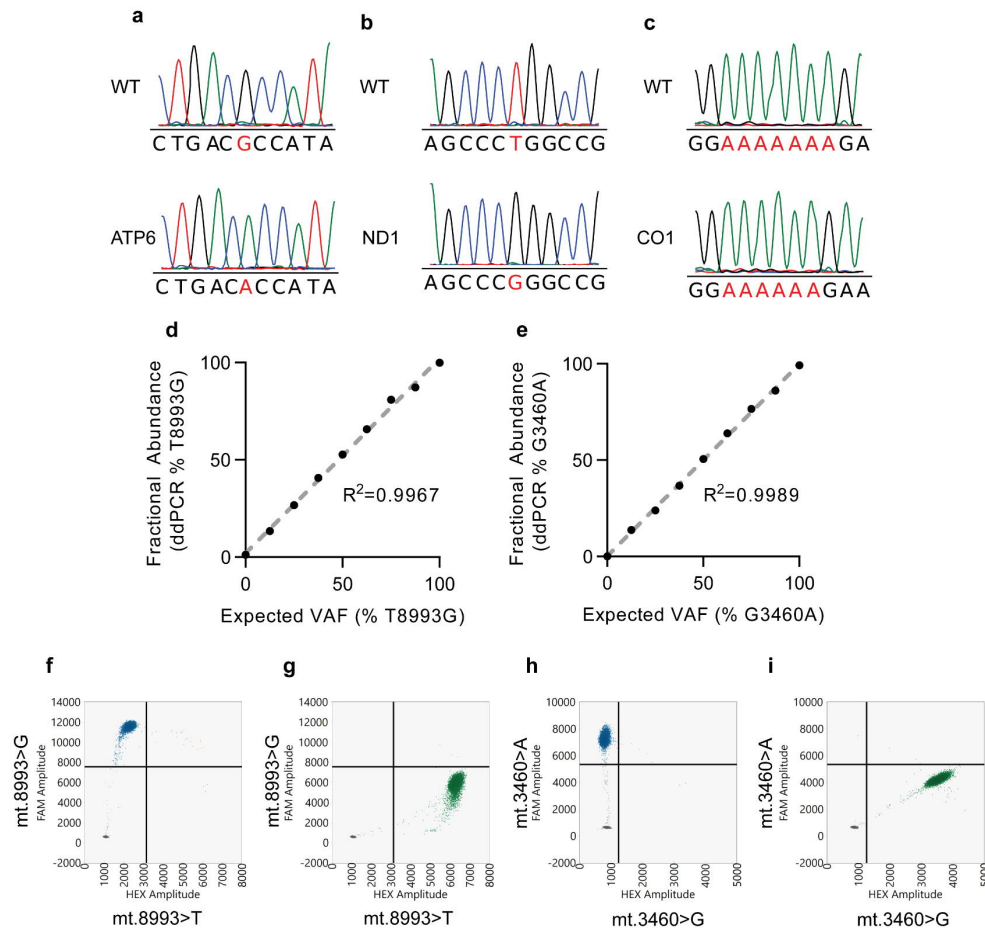 a
b
c
WT
WT
WT
C T G A C G C C A T A
A G C C C T G G C C G
G G A A A A A A A G A
ATP6
ND1
CO1
C T G A C A C C A T A
A G C C C G G G C C G
G G A A A A A A G A A
d
e
Fractional Abundance
(ddPCR % T8993G)
100
50
0
R²=0.9967
0 50 100
Expected VAF (% T8993G)
Fractional Abundance
(ddPCR % G3460A)
100
50
0
R²=0.9989
0 50 100
Expected VAF (% G3460A)
f
g
h
i
mt.8993>G
FAM Amplitude
14000
12000
10000
8000
6000
4000
2000
0
-2000
0 1000 2000 3000 4000 5000 6000 7000 8000
HEX Amplitude
mt.8993>T
mt.8993>G
FAM Amplitude
14000
12000
10000
8000
6000
4000
2000
0
-2000
0 1000 2000 3000 4000 5000 6000 7000 8000
HEX Amplitude
mt.8993>T
mt.3460>A
FAM Amplitude
10000
8000
6000
4000
2000
0
-2000
0 1000 2000 3000 4000 5000
HEX Amplitude
mt.3460>G
mt.3460>A
FAM Amplitude
10000
8000
6000
4000
2000
0
-2000
0 1000 2000 3000 4000 5000
HEX Amplitude
mt.3460>G